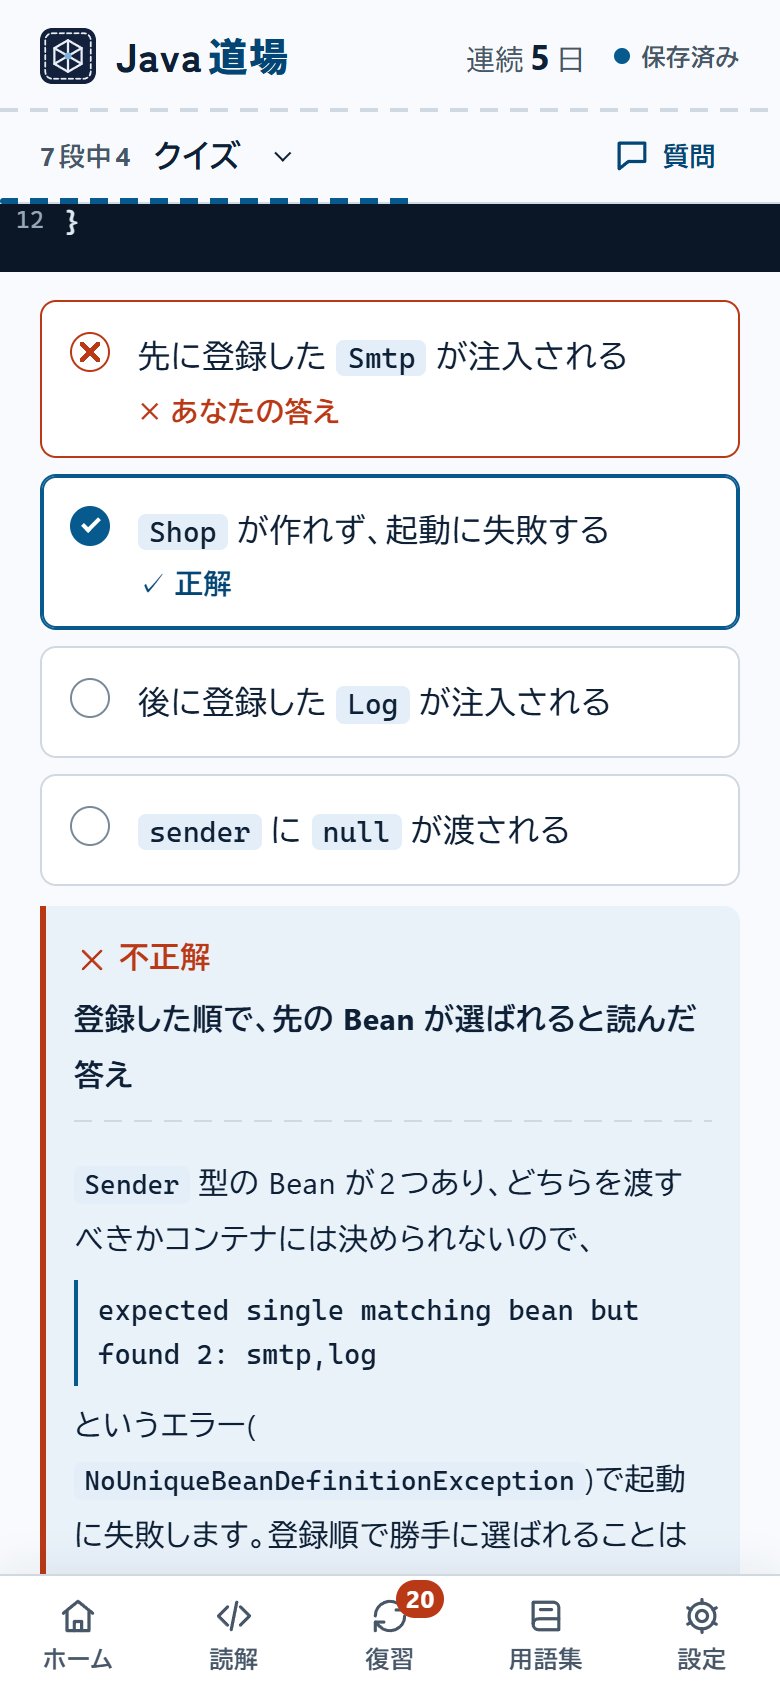 Java道場
連続 5 日
保存済み
7段中4 クイズ
質問
12 }
先に登録した Smtp が注入される
× あなたの答え
Shop が作れず、起動に失敗する
✓ 正解
後に登録した Log が注入される
sender に null が渡される
× 不正解
登録した順で、先の Bean が選ばれると読んだ
答え
Sender 型の Bean が2つあり、どちらを渡す
べきかコンテナには決められないので、
expected single matching bean but
found 2: smtp,log
というエラー(
NoUniqueBeanDefinitionException)で起動
に失敗します。登録順で勝手に選ばれることは
20
ホーム
読解
復習
用語集
設定